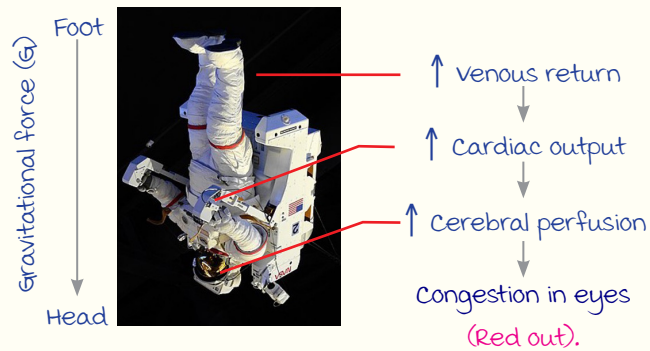 Gravitational force (G)
Foot
Head
↑ Venous return
↑ Cardiac output
↑ Cerebral perfusion
Congestion in eyes
(Red out).